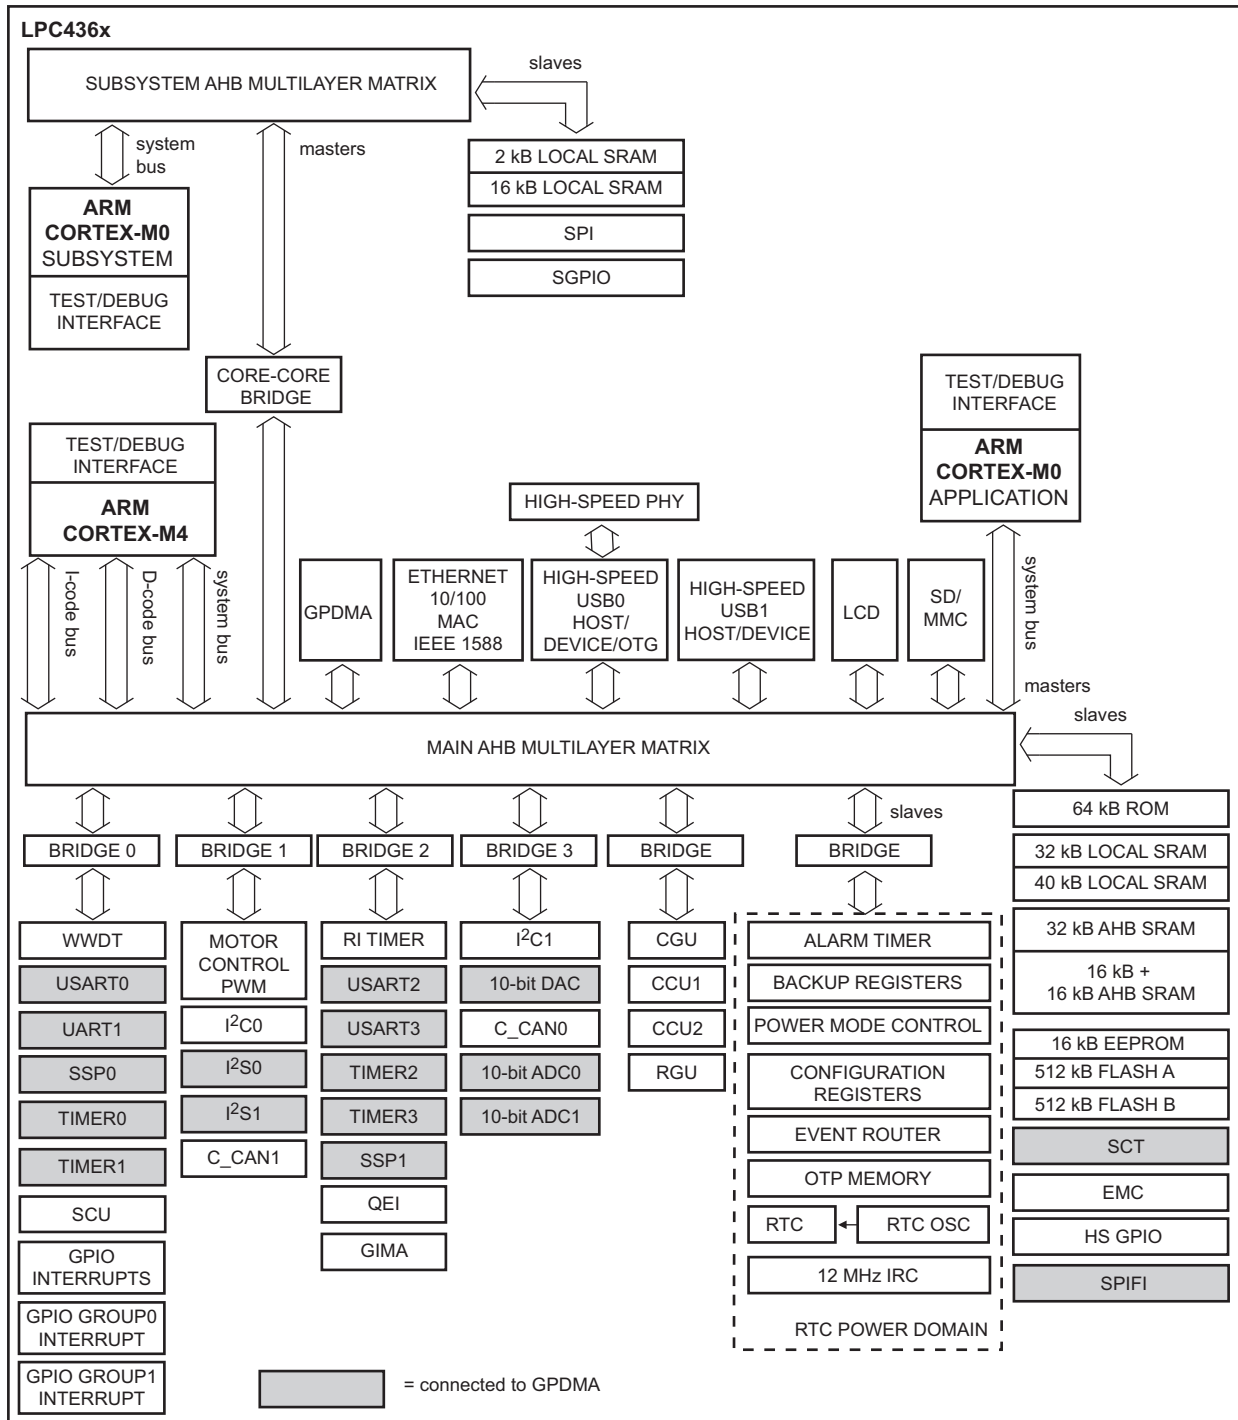 LPC436x
SUBSYSTEM AHB MULTILAYER MATRIX
slaves
system
bus
masters
2 kB LOCAL SRAM
16 kB LOCAL SRAM
SPI
SGPIO
ARM
CORTEX-M0
SUBSYSTEM
TEST/DEBUG
INTERFACE
CORE-CORE
BRIDGE
TEST/DEBUG
INTERFACE
ARM
CORTEX-M0
APPLICATION
TEST/DEBUG
INTERFACE
ARM
CORTEX-M4
HIGH-SPEED PHY
I-code bus
D-code bus
system bus
GPDMA
ETHERNET
10/100
MAC
IEEE 1588
HIGH-SPEED
USB0
HOST/
DEVICE/OTG
HIGH-SPEED
USB1
HOST/DEVICE
LCD
SD/
MMC
system bus
masters
slaves
MAIN AHB MULTILAYER MATRIX
slaves
BRIDGE 0
BRIDGE 1
BRIDGE 2
BRIDGE 3
BRIDGE
BRIDGE
WWDT
USART0
UART1
SSP0
TIMER0
TIMER1
SCU
GPIO
INTERRUPTS
GPIO GROUP0
INTERRUPT
GPIO GROUP1
INTERRUPT
MOTOR
CONTROL
PWM
I²C0
I²S0
I²S1
C_CAN1
RI TIMER
USART2
USART3
TIMER2
TIMER3
SSP1
QEI
GIMA
I²C1
10-bit DAC
C_CAN0
10-bit ADC0
10-bit ADC1
CGU
CCU1
CCU2
RGU
ALARM TIMER
BACKUP REGISTERS
POWER MODE CONTROL
CONFIGURATION
REGISTERS
EVENT ROUTER
OTP MEMORY
RTC
RTC OSC
12 MHz IRC
RTC POWER DOMAIN
64 kB ROM
32 kB LOCAL SRAM
40 kB LOCAL SRAM
32 kB AHB SRAM
16 kB +
16 kB AHB SRAM
16 kB EEPROM
512 kB FLASH A
512 kB FLASH B
SCT
EMC
HS GPIO
SPIFI
= connected to GPDMA